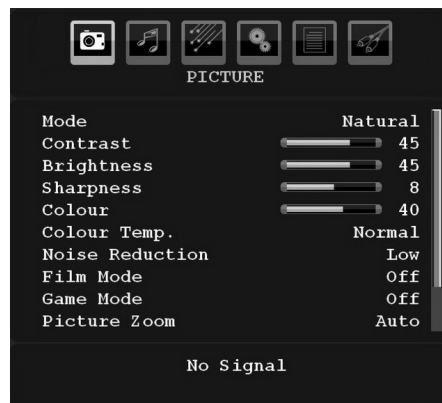 PICTURE
Mode Natural
Contrast 45
Brightness 45
Sharpness 8
Colour 40
Colour Temp. Normal
Noise Reduction Low
Film Mode Off
Game Mode Off
Picture Zoom Auto
No Signal